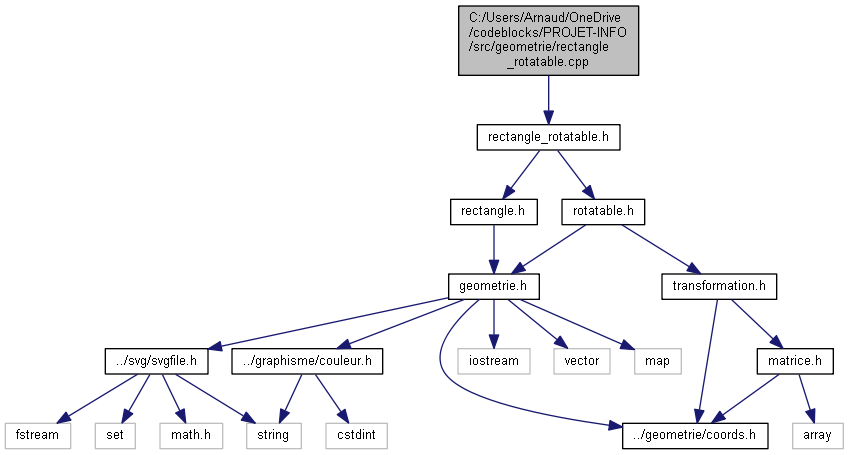 C:/Users/Arnaud/OneDrive
/codeblocks/PROJET-INFO
/src/geometrie/rectangle
_rotatable.cpp
rectangle_rotatable.h
rectangle.h
rotatable.h
geometrie.h
transformation.h
../svg/svgfile.h
../graphisme/couleur.h
iostream
vector
map
matrice.h
fstream
set
math.h
string
cstdint
../geometrie/coords.h
array